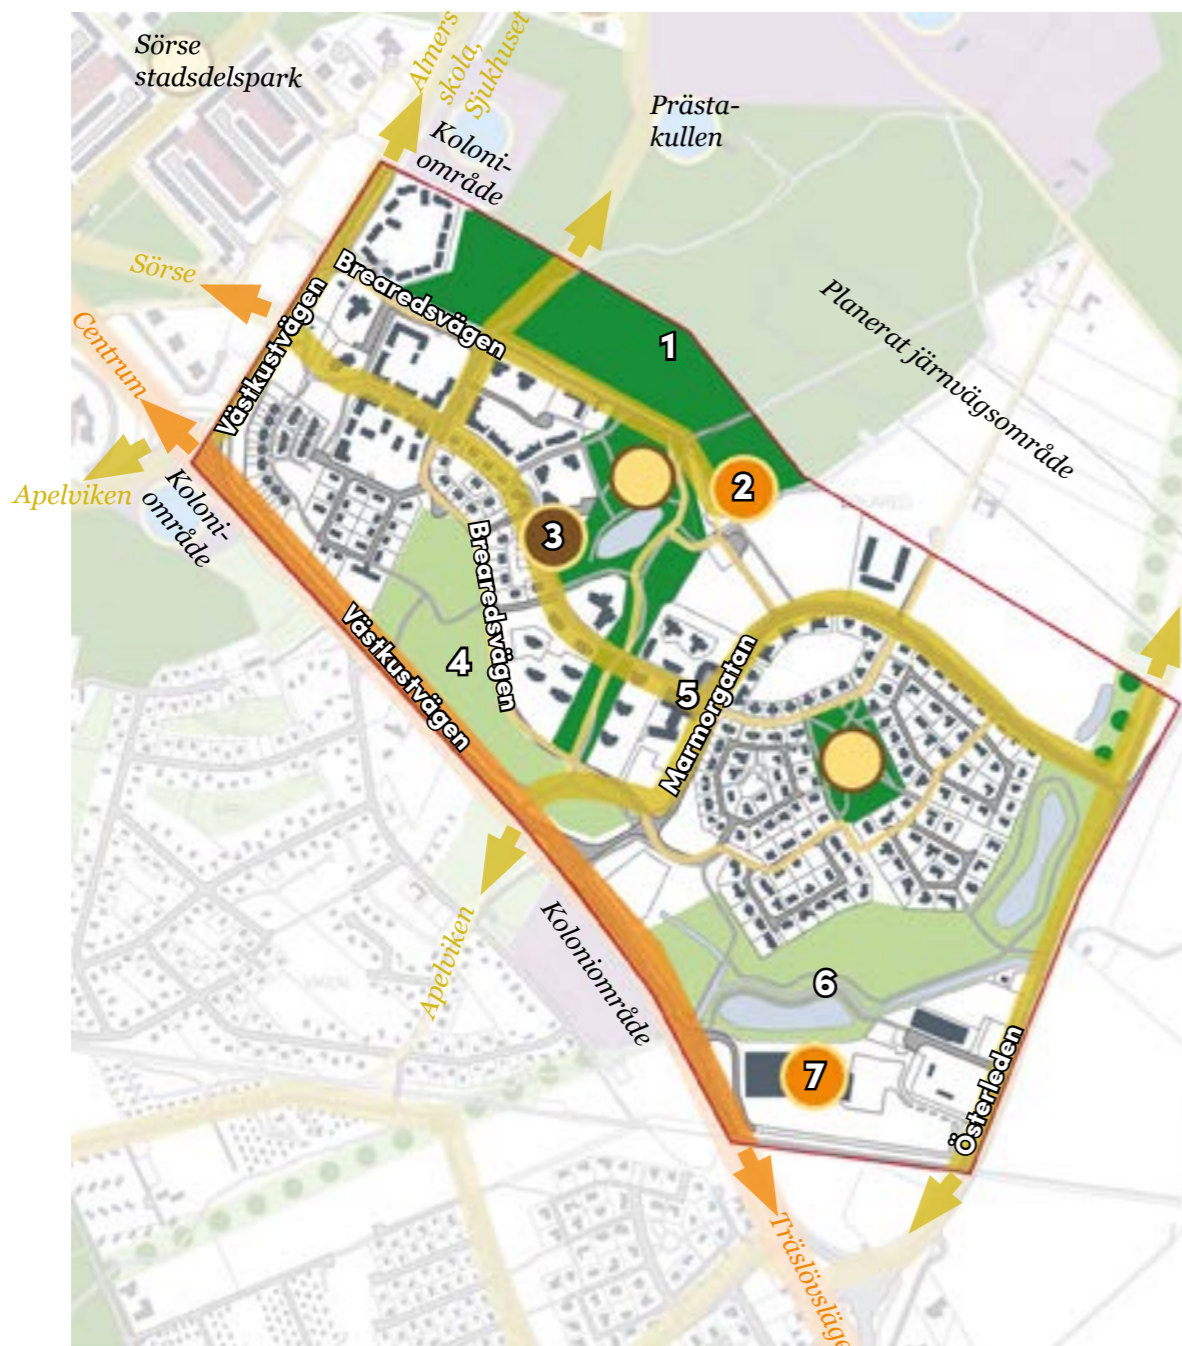 Sörse
stadsdelspark
Almers
skola,
Sjukhuset
Koloni-
område
Prästa-
kullen
Sörse
Brearedsvägen
Västkustvägen
Centrum
1
Planerat järnvägsområde
Apelviken
Koloni-
område
2
3
Brearedsvägen
Västkustvägen
4
5
Marmorgatan
Apelviken
Koloniområde
6
7
Österleden
Träslövsläge